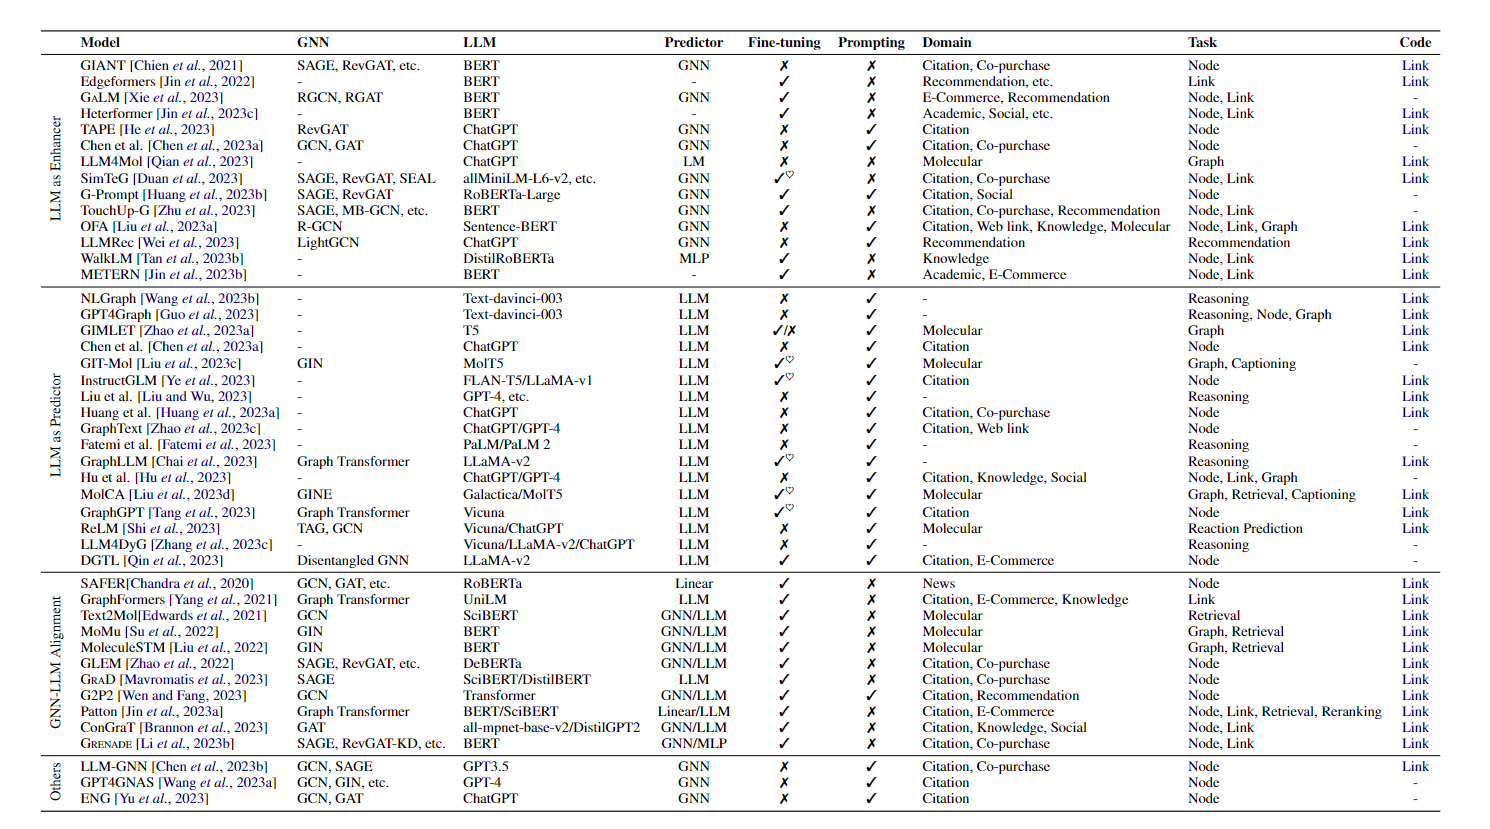 Model GNN LLM Predictor Fine-tuning Prompting Domain Task Code
LLM as Enhancer
GIANT [Chien et al., 2021] SAGE, RevGAT, etc. BERT GNN ✗ ✗ Citation, Co-purchase Node Link
Edgeformers [Jin et al., 2022] - BERT - ✓ ✗ Recommendation, etc. Link Link
GALM [Xie et al., 2023] RGCN, RGAT BERT GNN ✓ ✗ E-Commerce, Recommendation Node, Link -
Heterformer [Jin et al., 2023c] - BERT - ✓ ✗ Academic, Social, etc. Node, Link Link
TAPE [He et al., 2023] RevGAT ChatGPT GNN ✗ ✓ Citation Node Link
Chen et al. [Chen et al., 2023a] GCN, GAT ChatGPT GNN ✗ ✓ Citation, Co-purchase Node -
LLM4Mol [Qian et al., 2023] - ChatGPT LM ✗ ✗ Molecular Graph Link
SimTeG [Duan et al., 2023] SAGE, RevGAT, SEAL allMiniLM-L6-v2, etc. GNN ✓♡ ✗ Citation, Co-purchase Node, Link Link
G-Prompt [Huang et al., 2023b] SAGE, RevGAT RoBERTa-Large GNN ✓ ✓ Citation, Social Node -
TouchUp-G [Zhu et al., 2023] SAGE, MB-GCN, etc. BERT GNN ✓ ✗ Citation, Co-purchase, Recommendation Node, Link -
OFA [Liu et al., 2023a] R-GCN Sentence-BERT GNN ✗ ✓ Citation, Web link, Knowledge, Molecular Node, Link, Graph Link
LLMRec [Wei et al., 2023] LightGCN ChatGPT GNN ✗ ✓ Recommendation Recommendation Link
WalkLM [Tan et al., 2023b] - DistilRoBERTa MLP ✓ ✗ Knowledge Node, Link Link
METERN [Jin et al., 2023b] - BERT - ✓ ✗ Academic, E-Commerce Node, Link Link
LLM as Predictor
NLGraph [Wang et al., 2023b] - Text-davinci-003 LLM ✗ ✓ - Reasoning Link
GPT4Graph [Guo et al., 2023] - Text-davinci-003 LLM ✗ ✓ - Reasoning, Node, Graph Link
GIMLET [Zhao et al., 2023a] - T5 LLM ✓/✗ ✓ Molecular Graph Link
Chen et al. [Chen et al., 2023a] - ChatGPT LLM ✗ ✓ Citation Node Link
GIT-Mol [Liu et al., 2023c] GIN MolT5 LLM ✓♡ ✓ Molecular Graph, Captioning -
InstructGLM [Ye et al., 2023] - FLAN-T5/LLaMA-v1 LLM ✓♡ ✓ Citation Node Link
Liu et al. [Liu and Wu, 2023] - GPT-4, etc. LLM ✗ ✓ - Reasoning Link
Huang et al. [Huang et al., 2023a] - ChatGPT LLM ✗ ✓ Citation, Co-purchase Node Link
GraphText [Zhao et al., 2023c] - ChatGPT/GPT-4 LLM ✗ ✓ Citation, Web link Node -
Fatemi et al. [Fatemi et al., 2023] - PaLM/PaLM 2 LLM ✗ ✓ - Reasoning -
GraphLLM [Chai et al., 2023] Graph Transformer LLaMA-v2 LLM ✓♡ ✓ - Reasoning Link
Hu et al. [Hu et al., 2023] - ChatGPT/GPT-4 LLM ✗ ✓ Citation, Knowledge, Social Node, Link, Graph -
MolCA [Liu et al., 2023d] GINE Galactica/MolT5 LLM ✓♡ ✓ Molecular Graph, Retrieval, Captioning Link
GraphGPT [Tang et al., 2023] Graph Transformer Vicuna LLM ✓♡ ✓ Citation Node Link
ReLM [Shi et al., 2023] TAG, GCN Vicuna/ChatGPT LLM ✗ ✓ Molecular Reaction Prediction Link
LLM4DyG [Zhang et al., 2023c] - Vicuna/LLaMA-v2/ChatGPT LLM ✗ ✓ - Reasoning -
DGTL [Qin et al., 2023] Disentangled GNN LLaMA-v2 LLM ✓ ✓ Citation, E-Commerce Node -
GNN-LLM Alignment
SAFER[Chandra et al., 2020] GCN, GAT, etc. RoBERTa Linear ✓ ✗ News Node Link
GraphFormers [Yang et al., 2021] Graph Transformer UniLM LLM ✓ ✗ Citation, E-Commerce, Knowledge Link Link
Text2Mol[Edwards et al., 2021] GCN SciBERT GNN/LLM ✓ ✗ Molecular Retrieval Link
MoMu [Su et al., 2022] GIN BERT GNN/LLM ✓ ✗ Molecular Graph, Retrieval Link
MoleculeSTM [Liu et al., 2022] GIN BERT GNN/LLM ✓ ✗ Molecular Graph, Retrieval Link
GLEM [Zhao et al., 2022] SAGE, RevGAT, etc. DeBERTa GNN/LLM ✓ ✗ Citation, Co-purchase Node Link
GRAD [Mavromatis et al., 2023] SAGE SciBERT/DistilBERT LLM ✓ ✗ Citation, Co-purchase Node Link
G2P2 [Wen and Fang, 2023] GCN Transformer GNN/LLM ✓ ✓ Citation, Recommendation Node Link
Patton [Jin et al., 2023a] Graph Transformer BERT/SciBERT Linear/LLM ✓ ✗ Citation, E-Commerce Node, Link, Retrieval, Reranking Link
ConGraT [Brannon et al., 2023] GAT all-mpnet-base-v2/DistilGPT2 GNN/LLM ✓ ✗ Citation, Knowledge, Social Node, Link Link
GRENADE [Li et al., 2023b] SAGE, RevGAT-KD, etc. BERT GNN/MLP ✓ ✗ Citation, Co-purchase Node, Link Link
Others
LLM-GNN [Chen et al., 2023b] GCN, SAGE GPT3.5 GNN ✗ ✓ Citation, Co-purchase Node Link
GPT4GNAS [Wang et al., 2023a] GCN, GIN, etc. GPT-4 GNN ✗ ✓ Citation Node -
ENG [Yu et al., 2023] GCN, GAT ChatGPT GNN ✗ ✓ Citation Node -